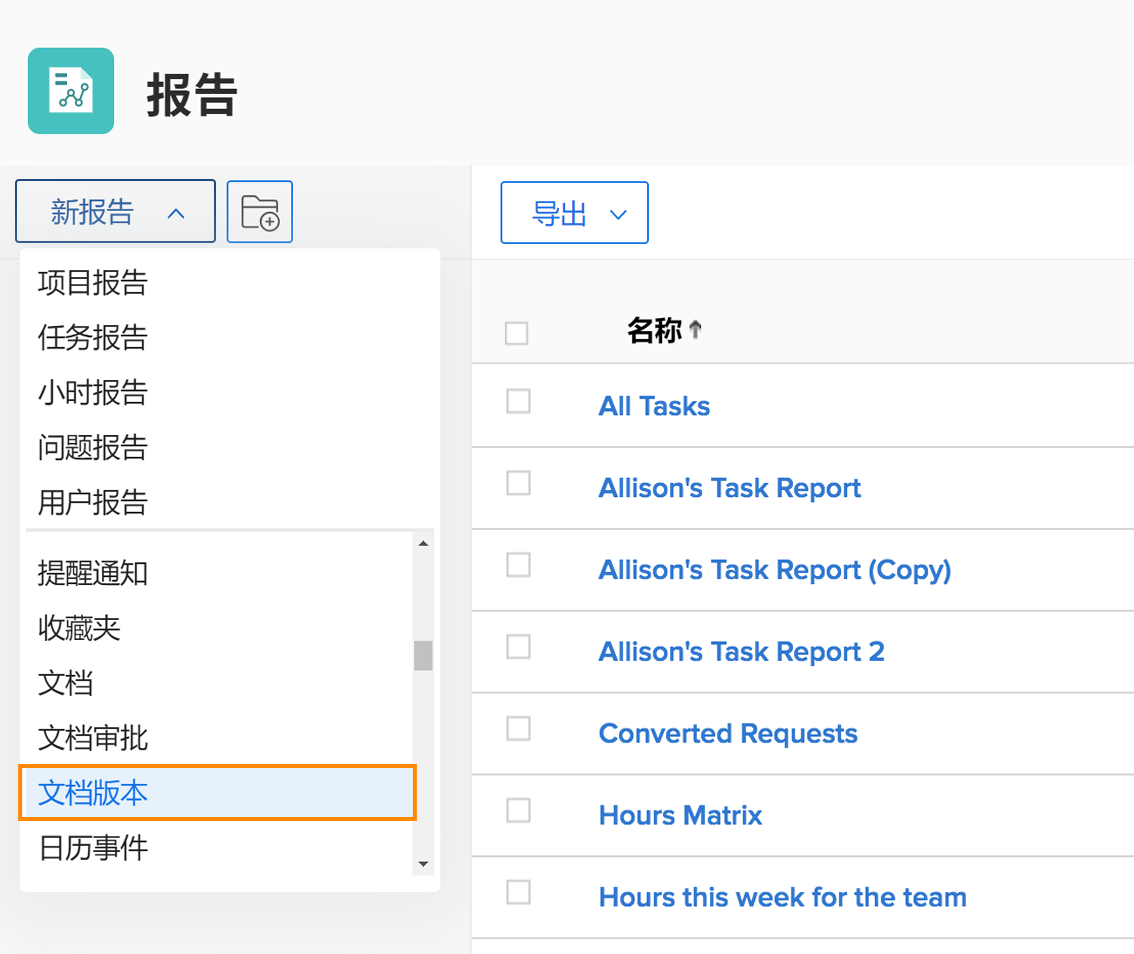 报告
新报告
导出
项目报告
任务报告
小时报告
问题报告
用户报告
提醒通知
收藏夹
文档
文档审批
文档版本
日历事件
名称
All Tasks
Allison's Task Report
Allison's Task Report (Copy)
Allison's Task Report 2
Converted Requests
Hours Matrix
Hours this week for the team